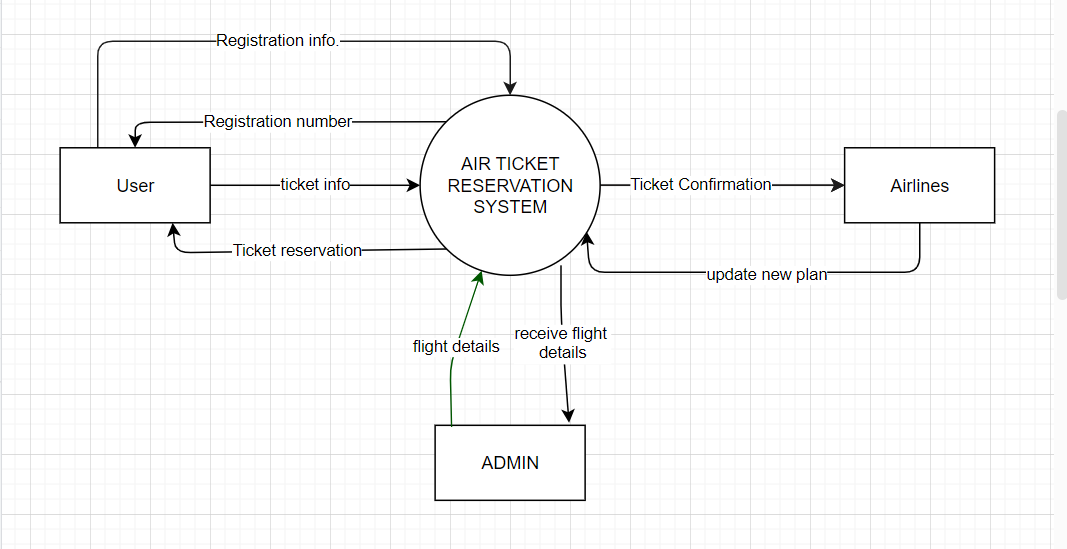 Registration info.
Registration number
AIR TICKET
RESERVATION
SYSTEM
User
ticket info
Ticket Confirmation
Airlines
Ticket reservation
update new plan
flight details
receive flight
details
ADMIN